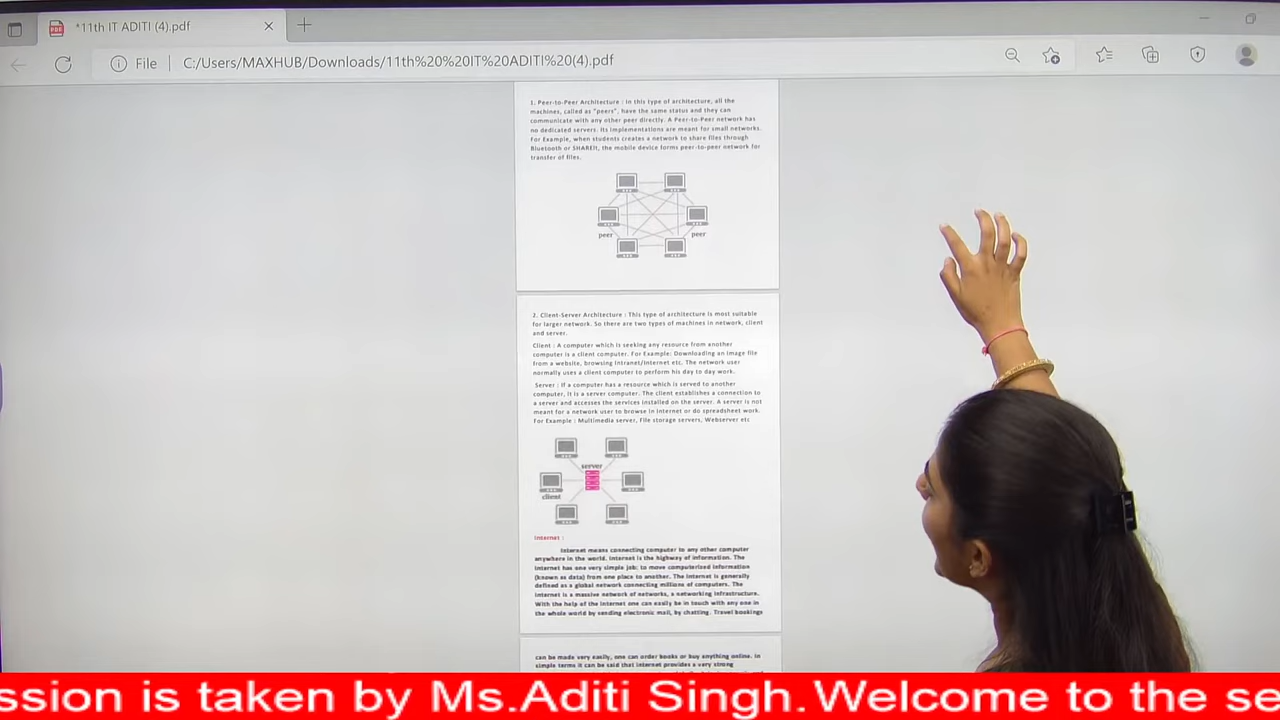 *11th IT ADITI (4).pdf
File
C:/Users/MAXHUB/Downloads/11th%20%20IT%20ADITI%20(4).pdf
1. Peer-to-Peer Architecture : In this type of architecture, all the
machines, called as "peers", have the same status and they can
communicate with any other peer directly. A Peer-to-Peer network has
no dedicated servers. Its implementations are meant for small networks.
For Example, when students creates a network to share files through
Bluetooth or SHAREit, the mobile device forms peer-to-peer network for
transfer of files.
peer peer
2. Client-Server Architecture : This type of architecture is most suitable
for larger network. So there are two types of machines in network, client
and server.
Client : A computer which is seeking any resource from another
computer is a client computer. For Example: Downloading an image file
from a website, browsing Intranet/Internet etc. The network user
normally uses a client computer to perform his day to day work.
Server : If a computer has a resource which is served to another
computer, it is a server computer. The client establishes a connection to
a server and accesses the services installed on the server. A server is not
meant for a network user to browse in internet or do spreadsheet work.
For Example : Multimedia server, File storage servers, Webserver etc
server
client
Internet :
Internet means connecting computer to any other computer
anywhere in the world. Internet is the highway of information. The
Internet has one very simple job: to move computerized information
(known as data) from one place to another. The Internet is generally
defined as a global network connecting millions of computers. The
Internet is a massive network of networks, a networking infrastructure.
With the help of the Internet one can easily be in touch with any one in
the whole world by sending electronic mail, by chatting. Travel bookings
can be made very easily, one can order books or buy anything online. In
simple terms it can be said that internet provides a very strong
ssion is taken by Ms.Aditi Singh.Welcome to the se